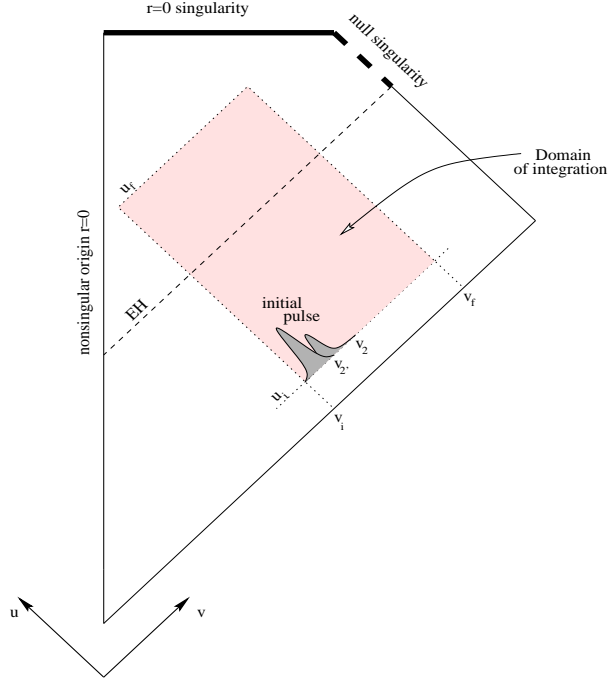 r=0 singularity
null singularity
u_f
Domain
of integration
nonsingular origin r=0
EH
initial
pulse
v_f
v_2
v_2'
u_i
v_i
u
v